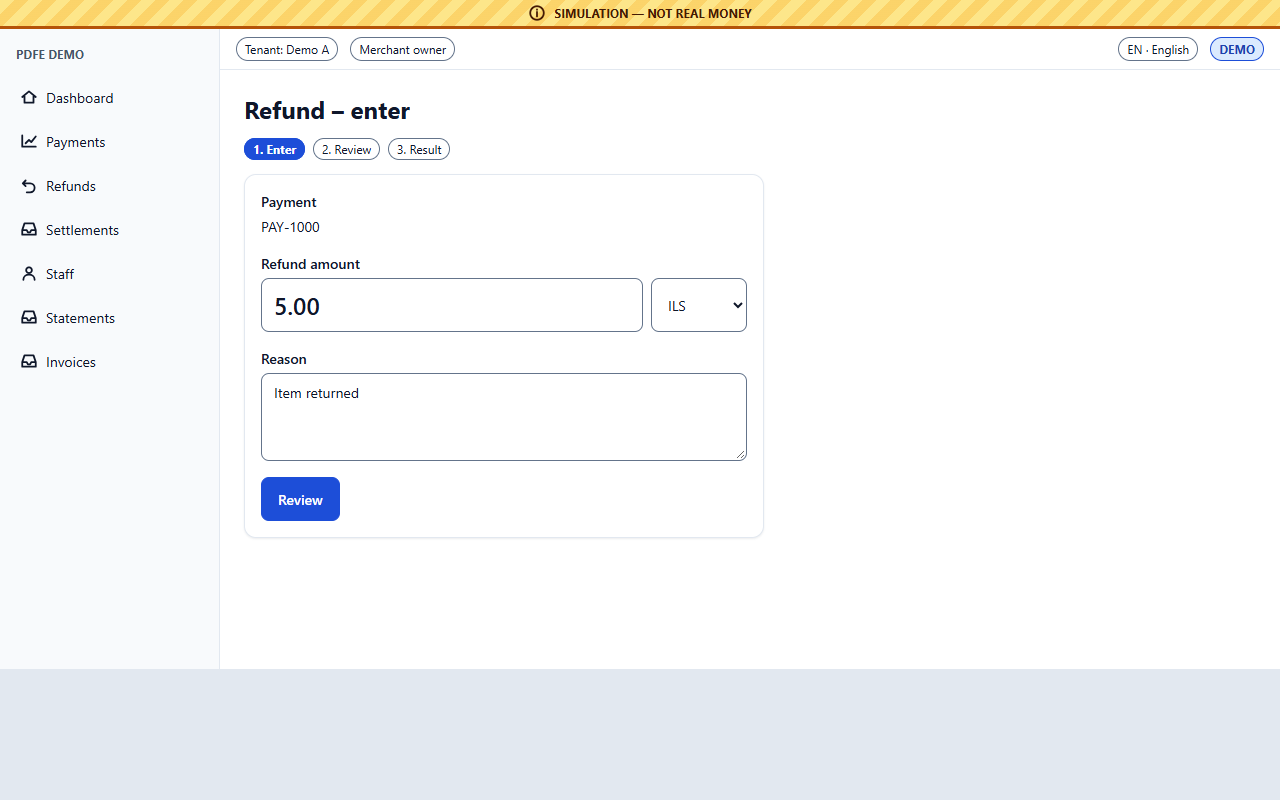 SIMULATION — NOT REAL MONEY
PDFE DEMO
Tenant: Demo A
Merchant owner
EN · English
DEMO
Dashboard
Payments
Refunds
Settlements
Staff
Statements
Invoices
Refund – enter
1. Enter
2. Review
3. Result
Payment
PAY-1000
Refund amount
5.00
ILS
Reason
Item returned
Review